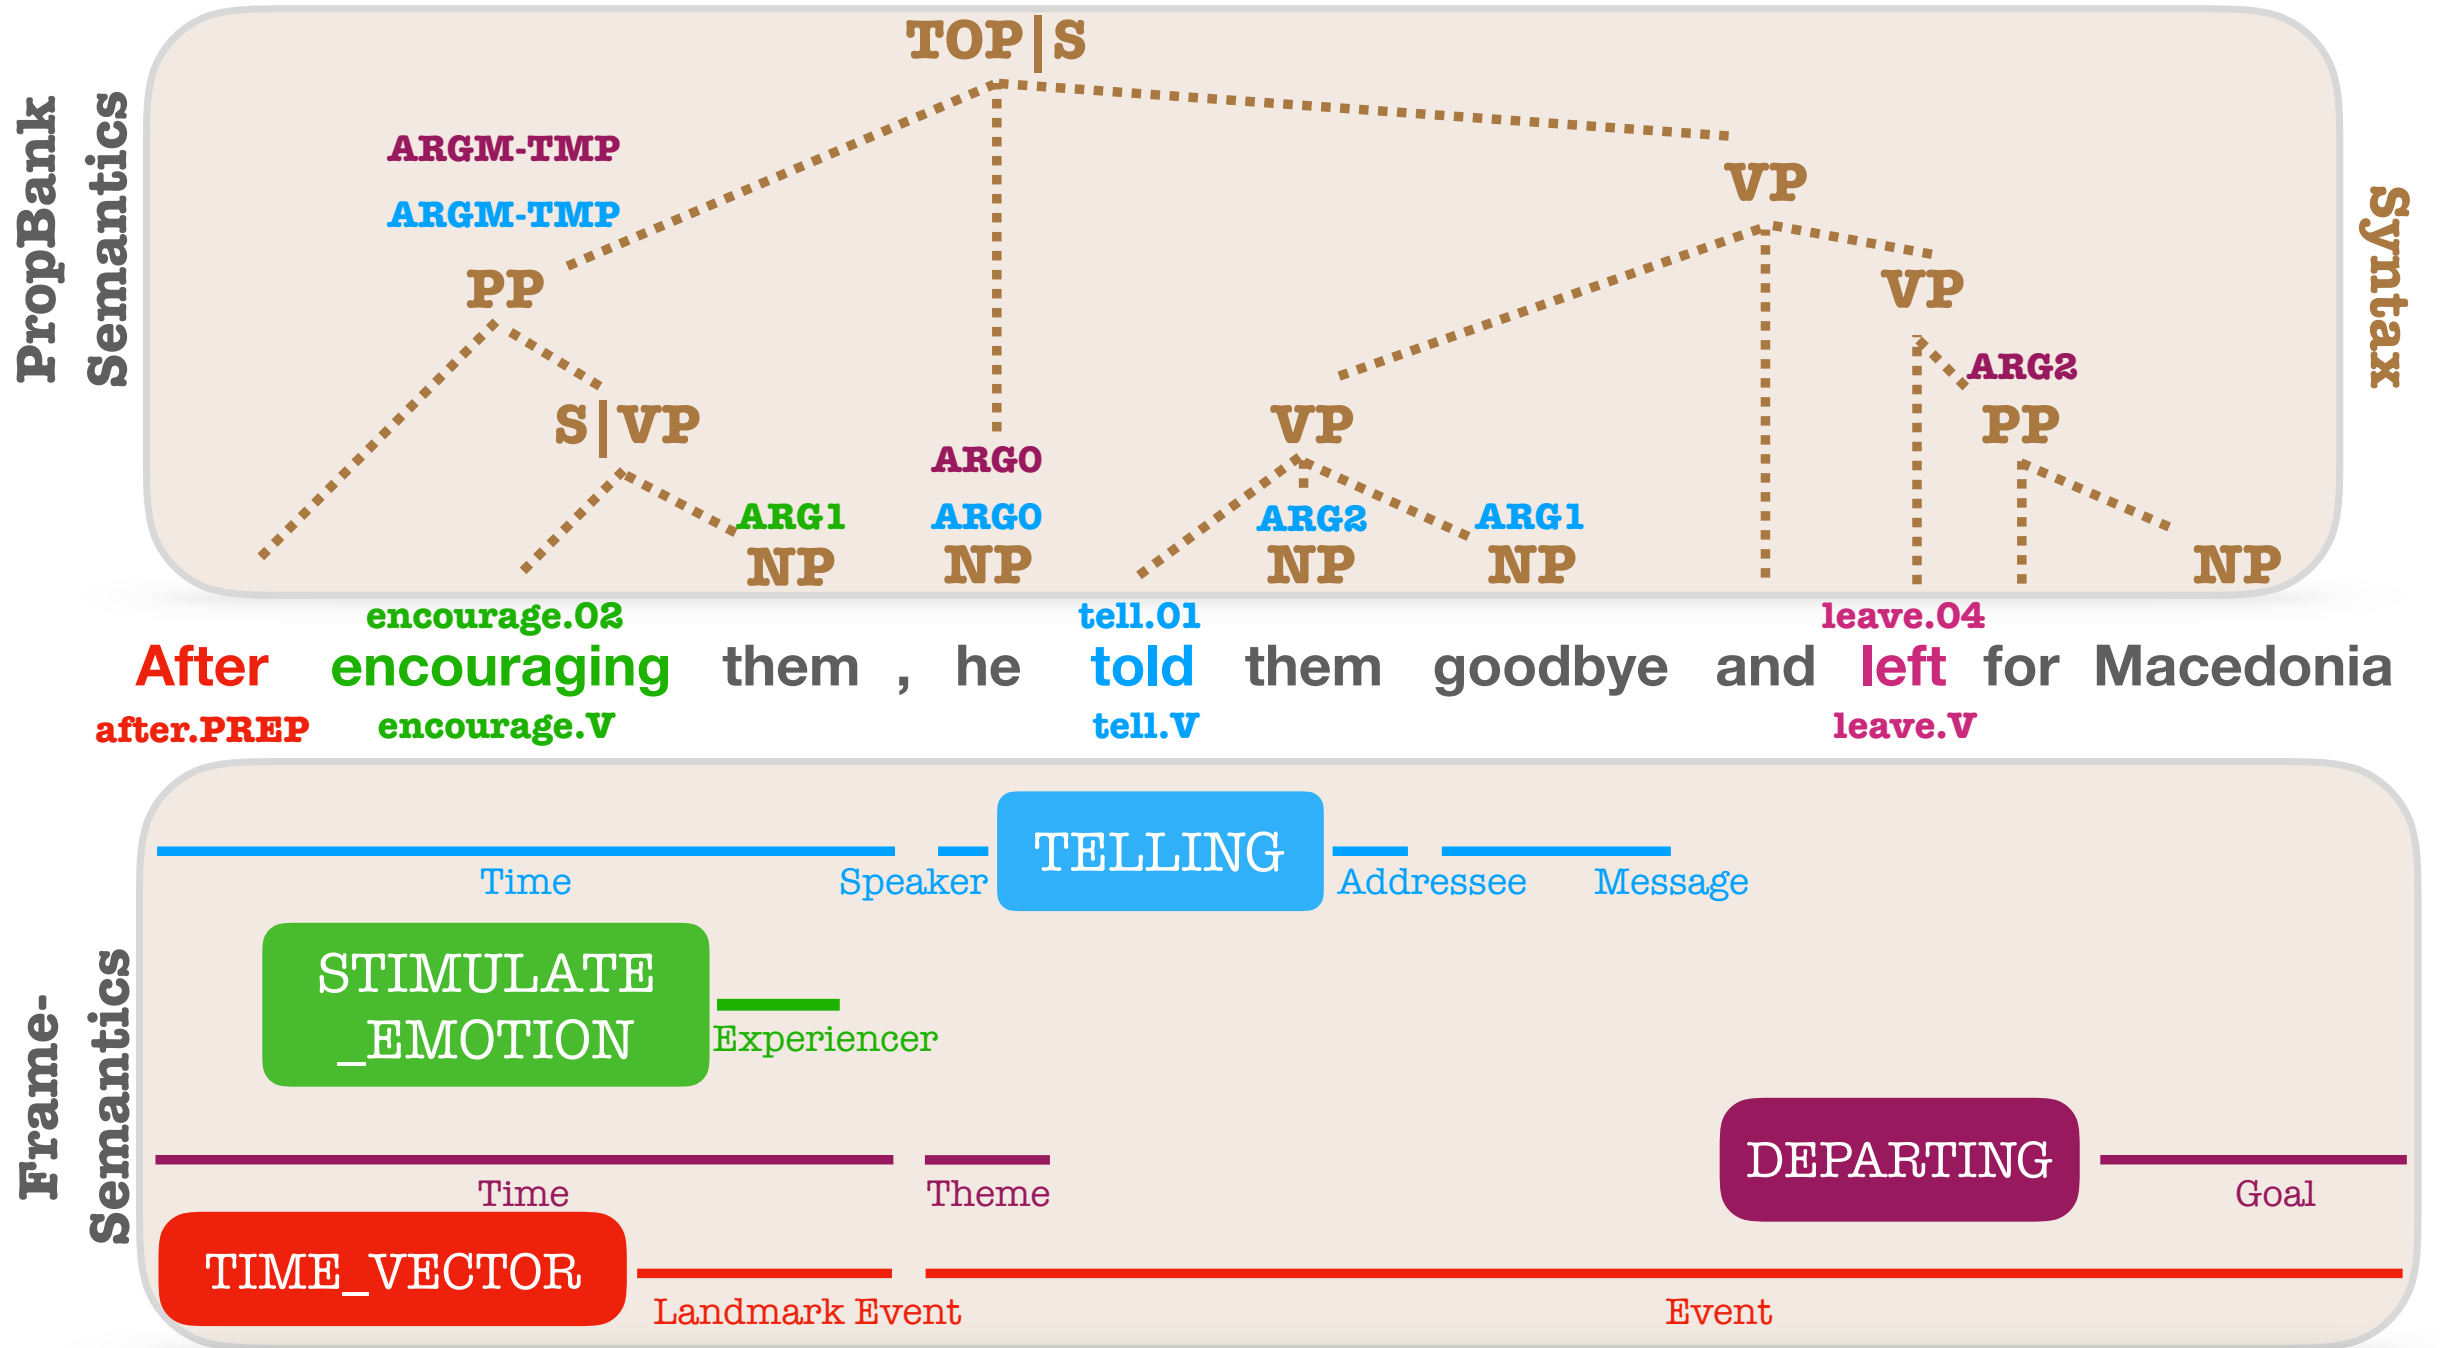 TOP|S
PropBank
Semantics
Syntax
ARGM-TMP
ARGM-TMP
VP
PP
VP
ARG2
S|VP
VP
PP
ARG0
ARG1
ARG0
ARG2
ARG1
NP
NP
NP
NP
NP
encourage.02
tell.01
leave.04
After encouraging them , he told them goodbye and left for Macedonia
after.PREP
encourage.V
tell.V
leave.V
Frame-
Semantics
TELLING
Time
Speaker
Addressee
Message
STIMULATE
_EMOTION
Experiencer
DEPARTING
Time
Theme
Goal
TIME_VECTOR
Landmark Event
Event